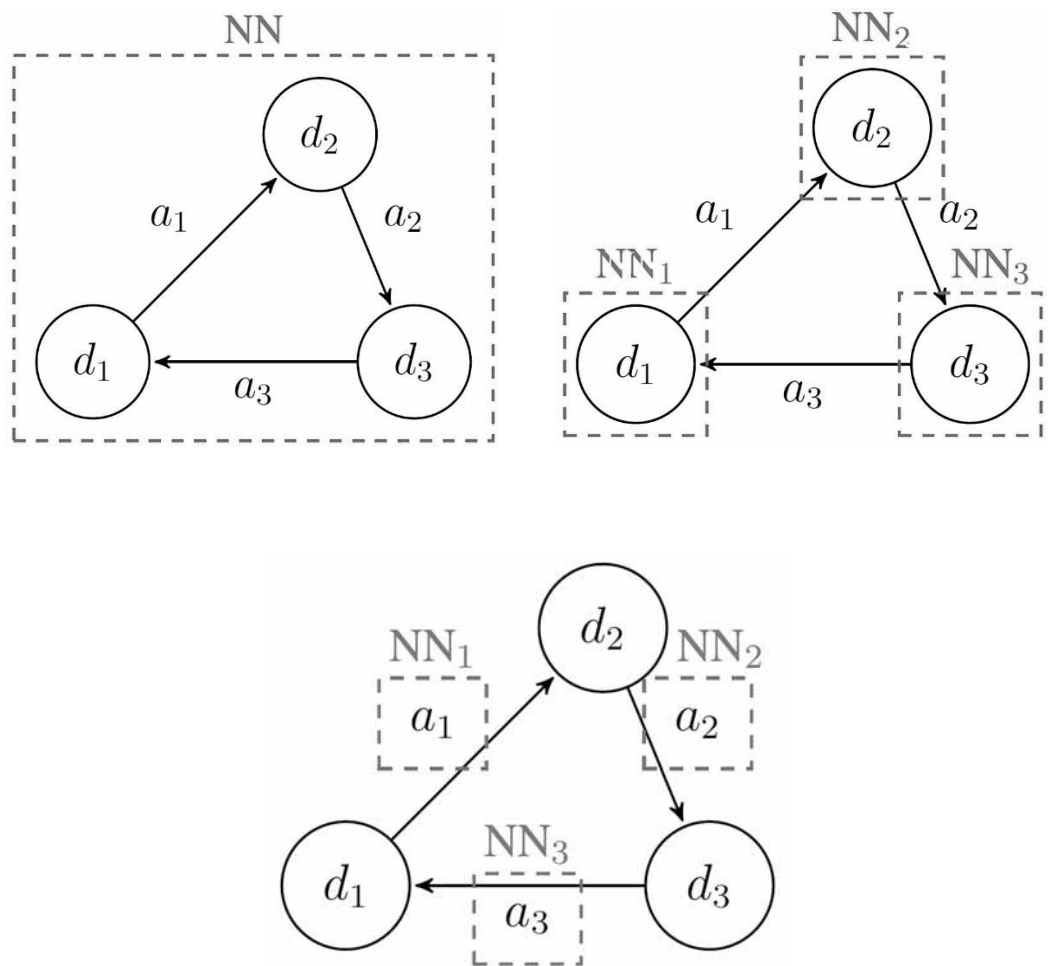 NN
d₂
a₁
a₂
d₁
d₃
a₃
NN₂
d₂
a₁
a₂
NN₁
NN₃
d₁
d₃
a₃
d₂
NN₁
NN₂
a₁
a₂
NN₃
d₁
d₃
a₃